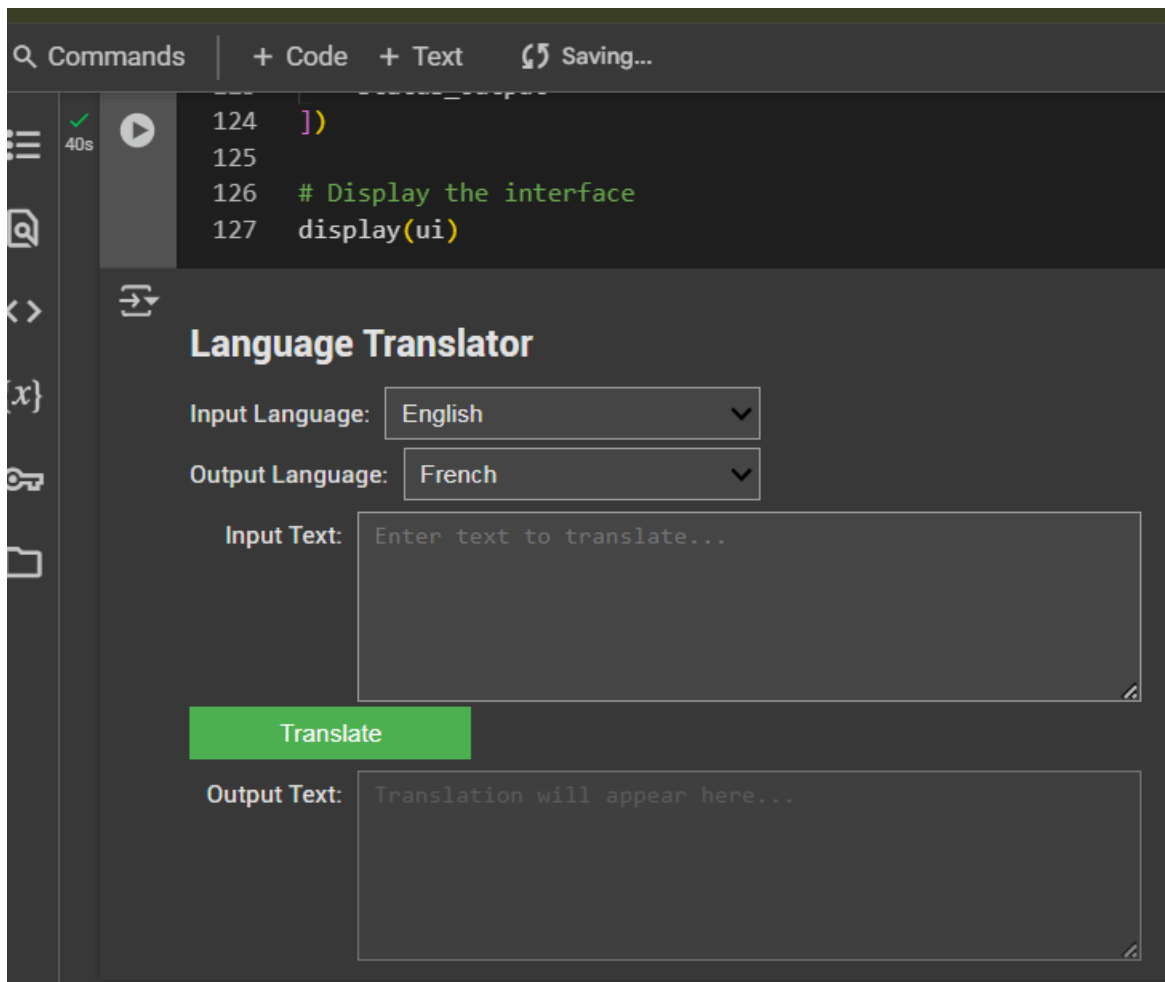 Commands + Code + Text Saving...
40s
124 ])
125
126 # Display the interface
127 display(ui)
{x}
Language Translator
Input Language: English
Output Language: French
Input Text: Enter text to translate...
Translate
Output Text: Translation will appear here...